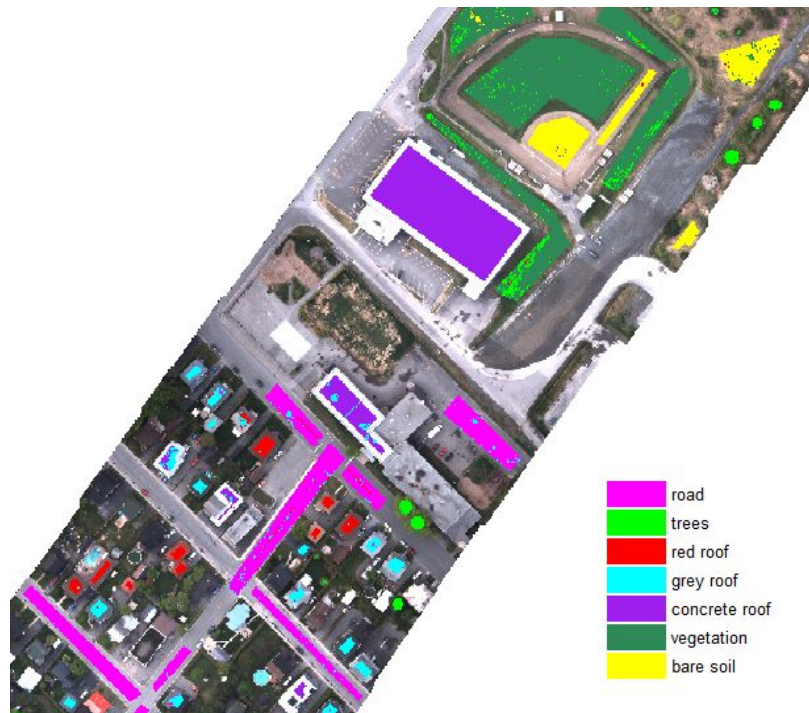 road
trees
red roof
grey roof
concrete roof
vegetation
bare soil